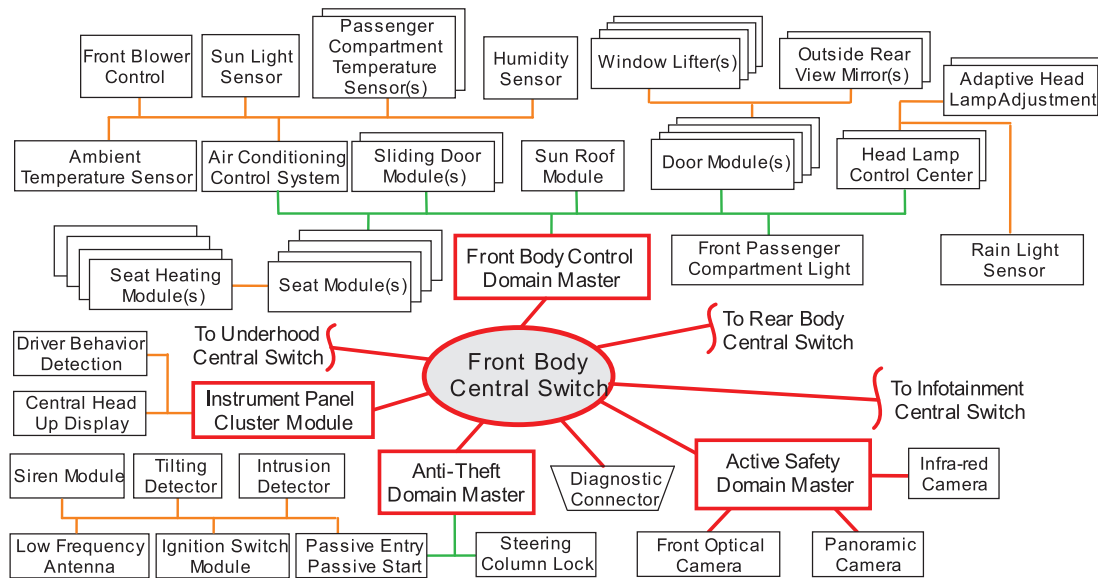 Front Blower
Control
Sun Light
Sensor
Passenger
Compartment
Temperature
Sensor(s)
Humidity
Sensor
Window Lifter(s)
Outside Rear
View Mirror(s)
Adaptive Head
LampAdjustment
Ambient
Temperature Sensor
Air Conditioning
Control System
Sliding Door
Module(s)
Sun Roof
Module
Door Module(s)
Head Lamp
Control Center
Seat Heating
Module(s)
Seat Module(s)
Front Body Control
Domain Master
Front Passenger
Compartment Light
Rain Light
Sensor
To Underhood
Central Switch
To Rear Body
Central Switch
Driver Behavior
Detection
Front Body
Central Switch
To Infotainment
Central Switch
Central Head
Up Display
Instrument Panel
Cluster Module
Siren Module
Tilting
Detector
Intrusion
Detector
Anti-Theft
Domain Master
Diagnostic
Connector
Active Safety
Domain Master
Infra-red
Camera
Low Frequency
Antenna
Ignition Switch
Module
Passive Entry
Passive Start
Steering
Column Lock
Front Optical
Camera
Panoramic
Camera